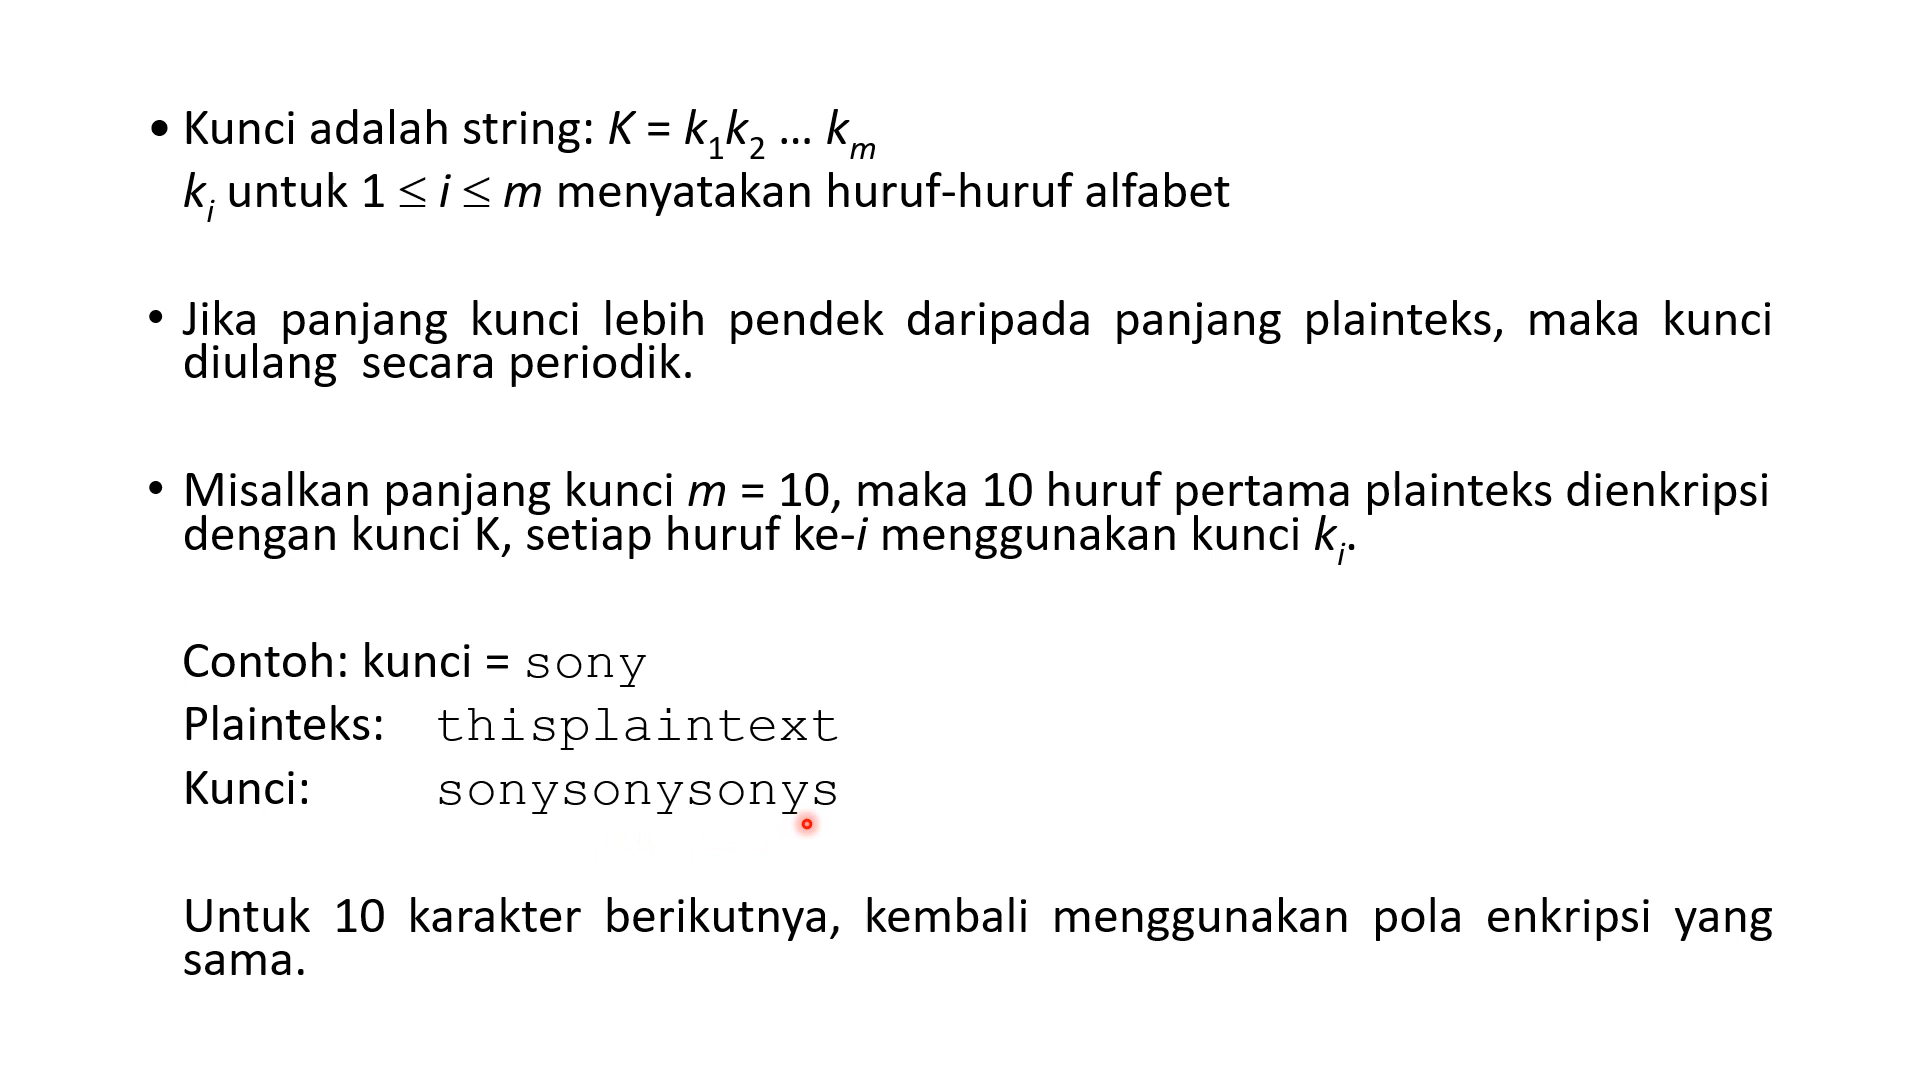 • Kunci adalah string: K = k₁k₂ … kₘ
kᵢ untuk 1 ≤ i ≤ m menyatakan huruf-huruf alfabet
• Jika panjang kunci lebih pendek daripada panjang plainteks, maka kunci
diulang secara periodik.
• Misalkan panjang kunci m = 10, maka 10 huruf pertama plainteks dienkripsi
dengan kunci K, setiap huruf ke-i menggunakan kunci kᵢ.
Contoh: kunci = sony
Plainteks: thisplaintext
Kunci: sonysonysonys
Untuk 10 karakter berikutnya, kembali menggunakan pola enkripsi yang
sama.